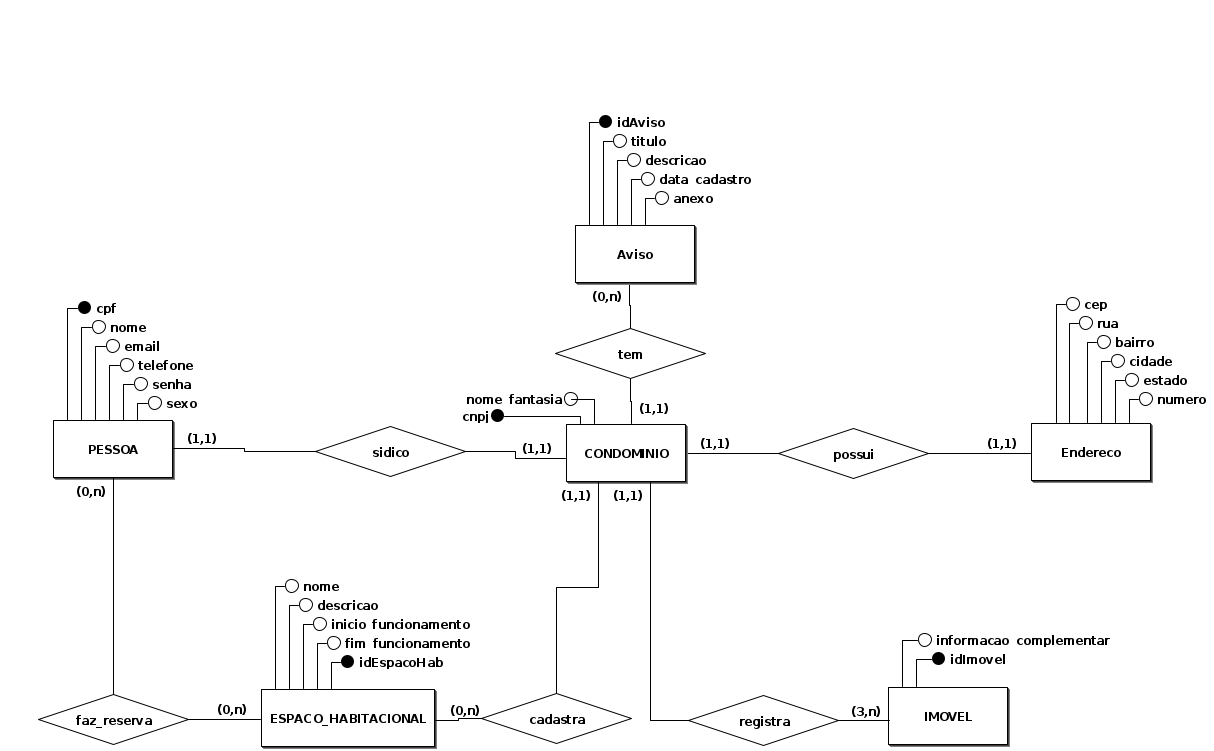 idAviso
titulo
descricao
data cadastro
anexo
Aviso
(0,n)
tem
(1,1)
cpf
nome
email
telefone
senha
sexo
PESSOA
(1,1)
sidico
(1,1)
nome fantasia
cnpj
CONDOMINIO
(1,1)
possui
(1,1)
cep
rua
bairro
cidade
estado
numero
Endereco
(0,n)
(1,1)
(1,1)
nome
descricao
inicio funcionamento
fim funcionamento
idEspacoHab
faz_reserva
(0,n)
ESPACO_HABITACIONAL
(0,n)
cadastra
registra
(3,n)
informacao complementar
idImovel
IMOVEL